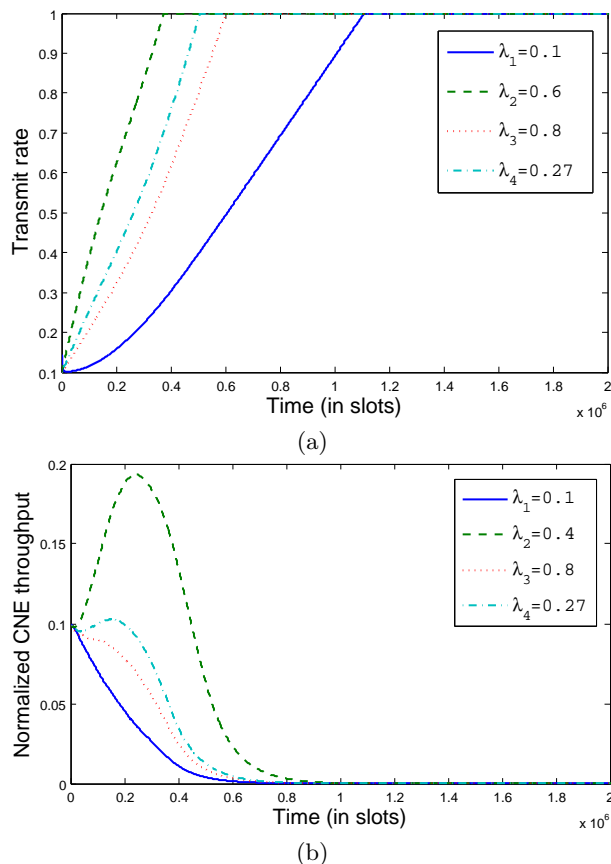 1
0.9
0.8
0.7
0.6
0.5
0.4
0.3
0.2
0.1
Transmit rate
λ1=0.1
λ2=0.6
λ3=0.8
λ4=0.27
0 0.2 0.4 0.6 0.8 1 1.2 1.4 1.6 1.8 2
Time (in slots)
x 10^6
(a)
0.2
0.15
0.1
0.05
0
Normalized CNE throughput
λ1=0.1
λ2=0.4
λ3=0.8
λ4=0.27
0 0.2 0.4 0.6 0.8 1 1.2 1.4 1.6 1.8 2
Time (in slots)
x 10^6
(b)